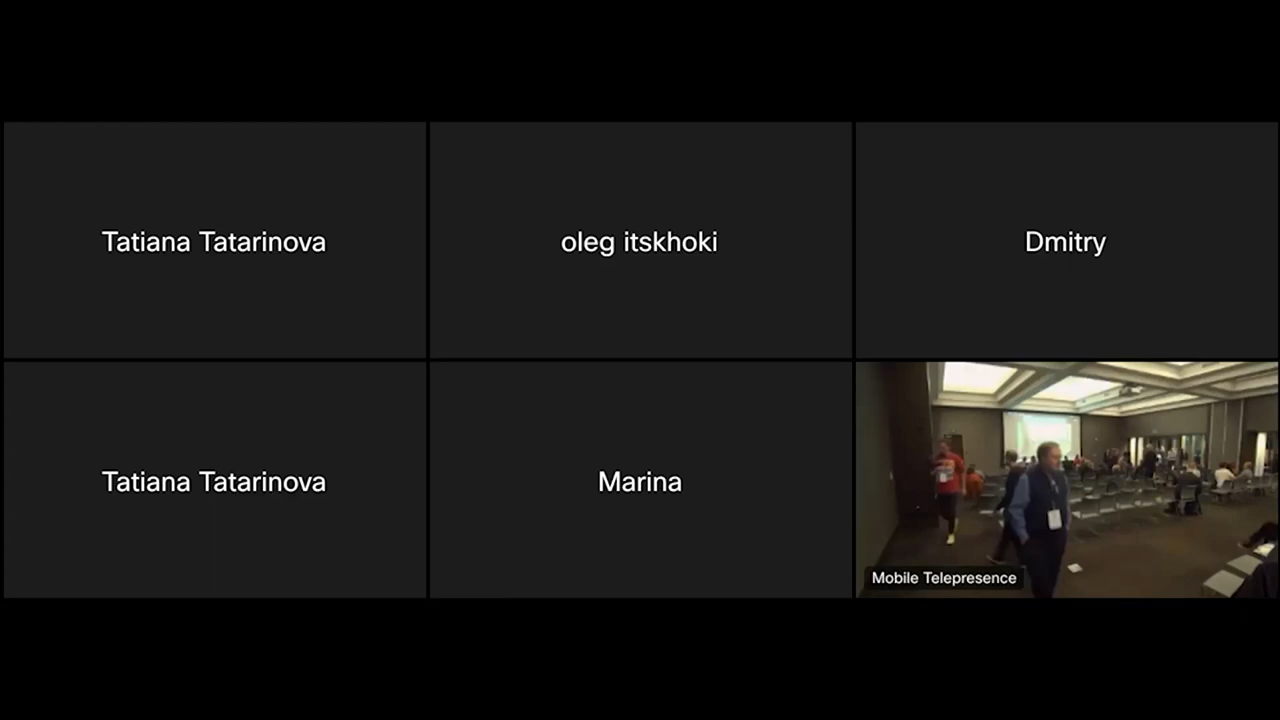 Tatiana Tatarinova
oleg itskhoki
Dmitry
Tatiana Tatarinova
Marina
Mobile Telepresence